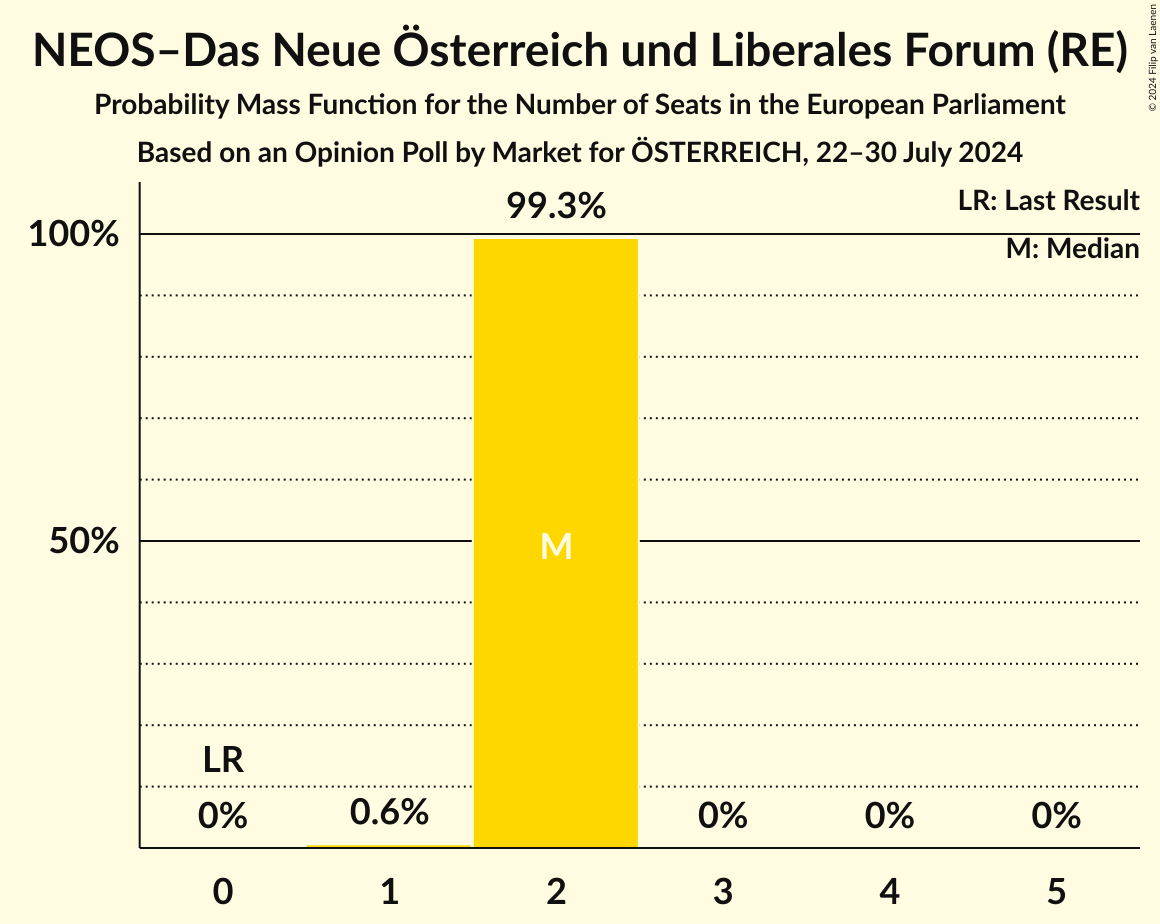 NEOS–Das Neue Österreich und Liberales Forum (RE)
Probability Mass Function for the Number of Seats in the European Parliament
Based on an Opinion Poll by Market for ÖSTERREICH, 22–30 July 2024
© 2024 Filip van Laenen
LR: Last Result
M: Median
100%
50%
99.3%
M
LR
0%
0.6%
0%
0%
0%
0
1
2
3
4
5